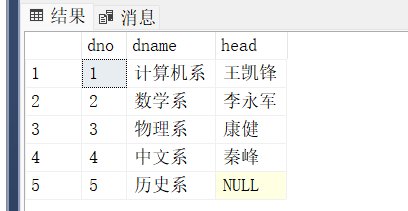 结果 消息
dno dname head
1 1 计算机系 王凯锋
2 2 数学系 李永军
3 3 物理系 康健
4 4 中文系 秦峰
5 5 历史系 NULL